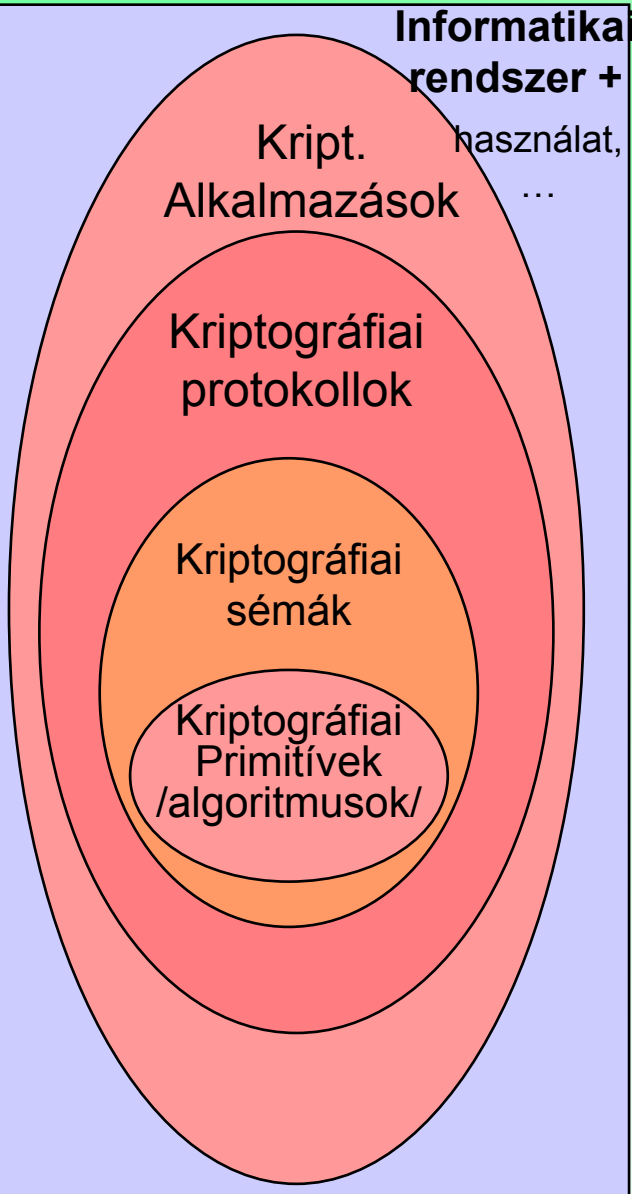 Informatikai
rendszer +
használat,
…
Kript.
Alkalmazások
Kriptográfiai
protokollok
Kriptográfiai
sémák
Kriptográfiai
Primitívek
/algoritmusok/